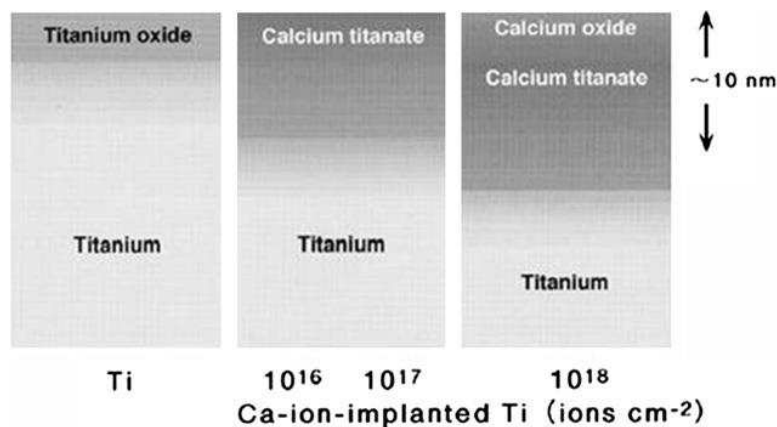 Titanium oxide
Titanium
Ti
Calcium titanate
Titanium
10¹⁶ 10¹⁷
Calcium oxide
Calcium titanate
Titanium
10¹⁸
~10 nm
Ca-ion-implanted Ti (ions cm⁻²)